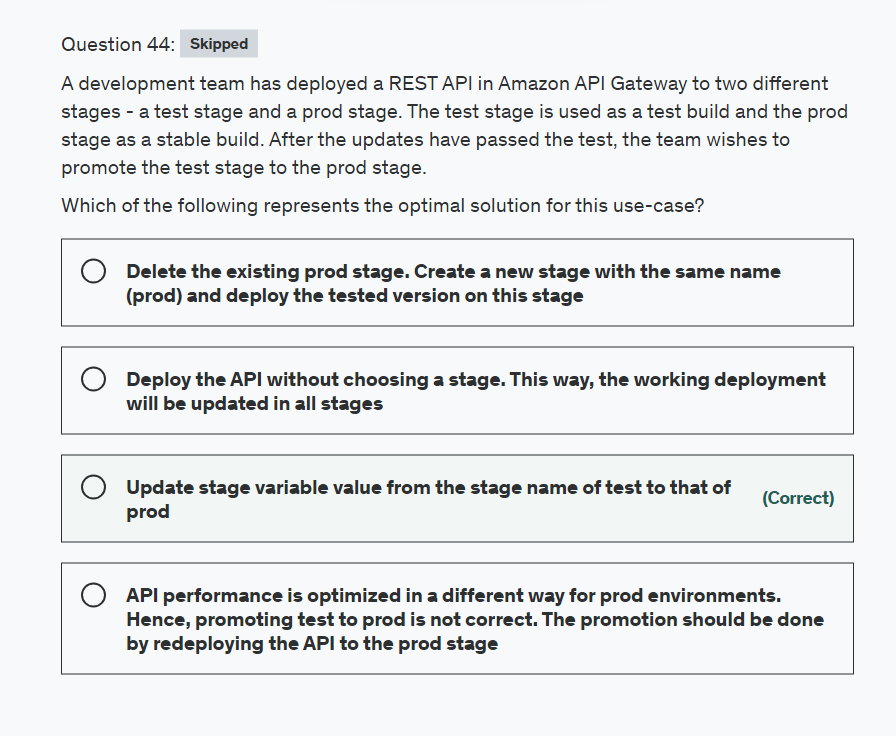 Question 44: Skipped
A development team has deployed a REST API in Amazon API Gateway to two different
stages - a test stage and a prod stage. The test stage is used as a test build and the prod
stage as a stable build. After the updates have passed the test, the team wishes to
promote the test stage to the prod stage.
Which of the following represents the optimal solution for this use-case?
Delete the existing prod stage. Create a new stage with the same name
(prod) and deploy the tested version on this stage
Deploy the API without choosing a stage. This way, the working deployment
will be updated in all stages
Update stage variable value from the stage name of test to that of
prod
(Correct)
API performance is optimized in a different way for prod environments.
Hence, promoting test to prod is not correct. The promotion should be done
by redeploying the API to the prod stage